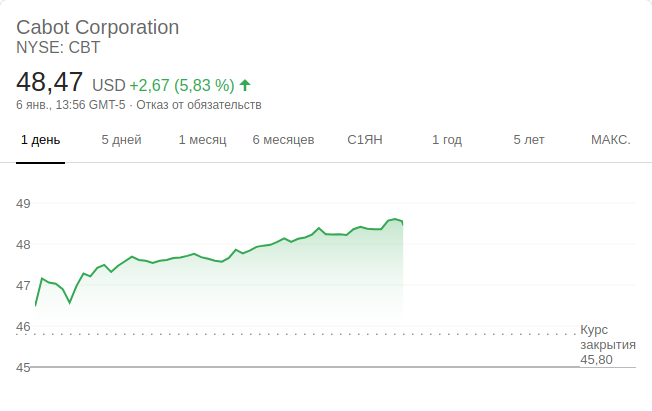 Cabot Corporation
NYSE: CBT
48,47 USD +2,67 (5,83 %)
6 янв., 13:56 GMT-5 · Отказ от обязательств
1 день 5 дней 1 месяц 6 месяцев С1ЯН 1 год 5 лет МАКС.
49
48
47
46
Курс
закрытия
45,80
45